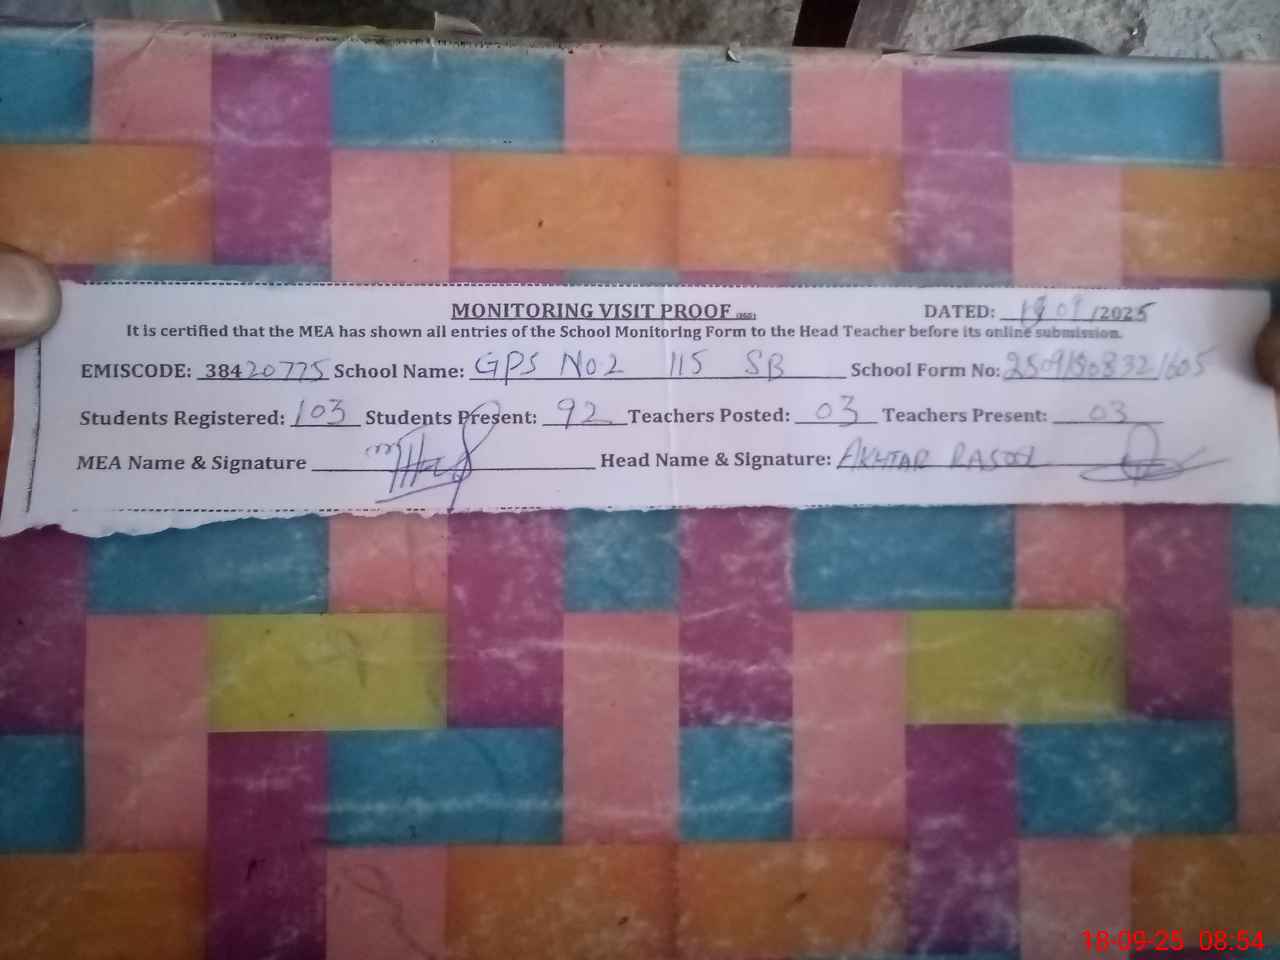 MONITORING VISIT PROOF DATED: 18 09 /2025
It is certified that the MEA has shown all entries of the School Monitoring Form to the Head Teacher before its online submission.
EMISCODE: 38420775 School Name: GPS No 2 115 SB School Form No:
Students Registered: 103 Students Present: 92 Teachers Posted: 03 Teachers Present: 03
MEA Name & Signature Head Name & Signature: AKHTAR RASOOL
18-09-25 08:54